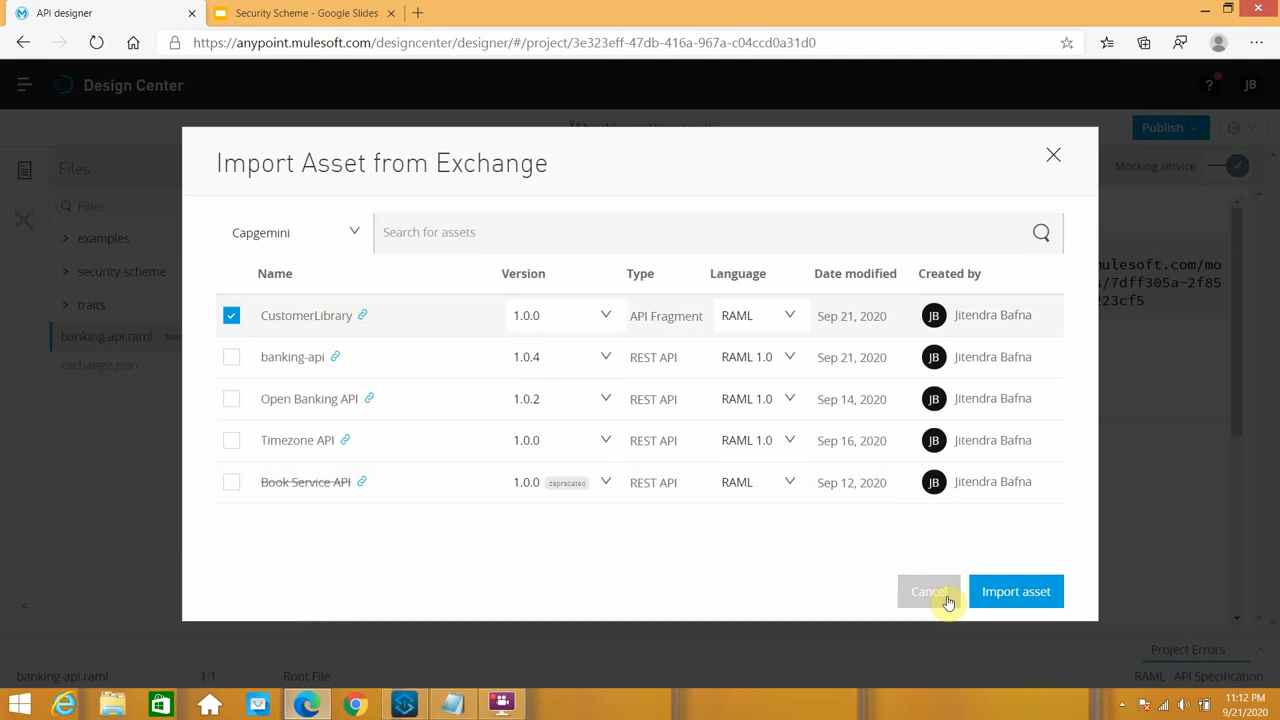 API designer
Security Scheme - Google Slides
https://anypoint.mulesoft.com/designcenter/designer/#/project/3e323eff-47db-416a-967a-c04ccd0a31d0
Design Center
? JB
Publish
Files
Mocking service
Import Asset from Exchange
Filter
Capgemini
Search for assets
examples
security-scheme
traits
banking-api.raml
exchange.json
mulesoft.com/mo
s/7dff305a-2f85
223cf5
Name Version Type Language Date modified Created by
CustomerLibrary 1.0.0 API Fragment RAML Sep 21, 2020 JB Jitendra Bafna
banking-api 1.0.4 REST API RAML 1.0 Sep 21, 2020 JB Jitendra Bafna
Open Banking API 1.0.2 REST API RAML 1.0 Sep 14, 2020 JB Jitendra Bafna
Timezone API 1.0.0 REST API RAML 1.0 Sep 16, 2020 JB Jitendra Bafna
Book Service API 1.0.0 deprecated REST API RAML Sep 12, 2020 JB Jitendra Bafna
Cancel Import asset
Project Errors
banking-api.raml 1:1 Root File RAML API Specification
11:12 PM
9/21/2020